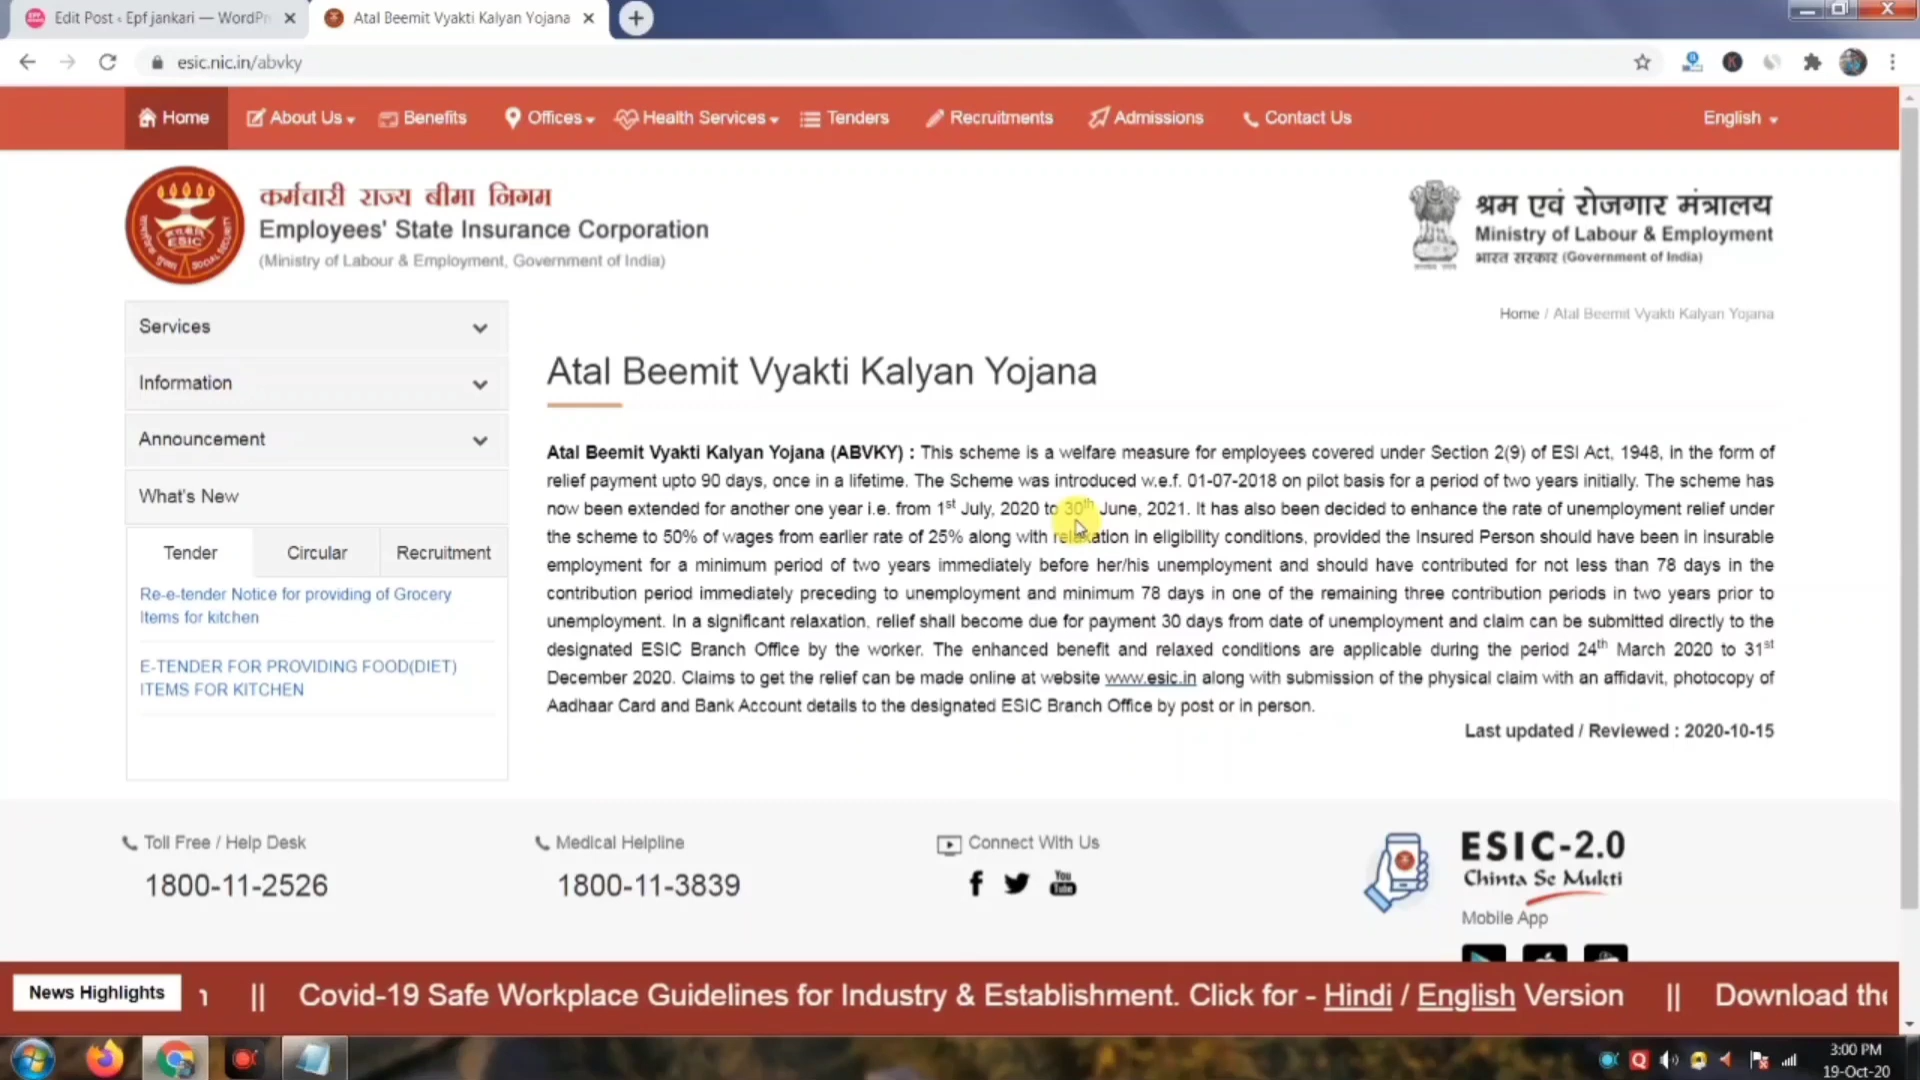 Edit Post ‹ Epf jankari — WordPr
Atal Beemit Vyakti Kalyan Yojana
esic.nic.in/abvky
Home
About Us
Benefits
Offices
Health Services
Tenders
Recruitments
Admissions
Contact Us
English
कर्मचारी राज्य बीमा निगम
Employees' State Insurance Corporation
(Ministry of Labour & Employment, Government of India)
श्रम एवं रोजगार मंत्रालय
Ministry of Labour & Employment
भारत सरकार (Government of India)
Home / Atal Beemit Vyakti Kalyan Yojana
Services
Information
Announcement
What's New
Tender
Circular
Recruitment
Re-e-tender Notice for providing of Grocery
Items for kitchen
E-TENDER FOR PROVIDING FOOD(DIET)
ITEMS FOR KITCHEN
Atal Beemit Vyakti Kalyan Yojana
Atal Beemit Vyakti Kalyan Yojana (ABVKY) : This scheme is a welfare measure for employees covered under Section 2(9) of ESI Act, 1948, in the form of
relief payment upto 90 days, once in a lifetime. The Scheme was introduced w.e.f. 01-07-2018 on pilot basis for a period of two years initially. The scheme has
now been extended for another one year i.e. from 1st July, 2020 to 30th June, 2021. It has also been decided to enhance the rate of unemployment relief under
the scheme to 50% of wages from earlier rate of 25% along with relaxation in eligibility conditions, provided the Insured Person should have been in insurable
employment for a minimum period of two years immediately before her/his unemployment and should have contributed for not less than 78 days in the
contribution period immediately preceding to unemployment and minimum 78 days in one of the remaining three contribution periods in two years prior to
unemployment. In a significant relaxation, relief shall become due for payment 30 days from date of unemployment and claim can be submitted directly to the
designated ESIC Branch Office by the worker. The enhanced benefit and relaxed conditions are applicable during the period 24th March 2020 to 31st
December 2020. Claims to get the relief can be made online at website www.esic.in along with submission of the physical claim with an affidavit, photocopy of
Aadhaar Card and Bank Account details to the designated ESIC Branch Office by post or in person.
Last updated / Reviewed : 2020-10-15
Toll Free / Help Desk
1800-11-2526
Medical Helpline
1800-11-3839
Connect With Us
You Tube
ESIC-2.0
Chinta Se Mukti
Mobile App
News Highlights
|| Covid-19 Safe Workplace Guidelines for Industry & Establishment. Click for - Hindi / English Version || Download the
3:00 PM
19-Oct-20